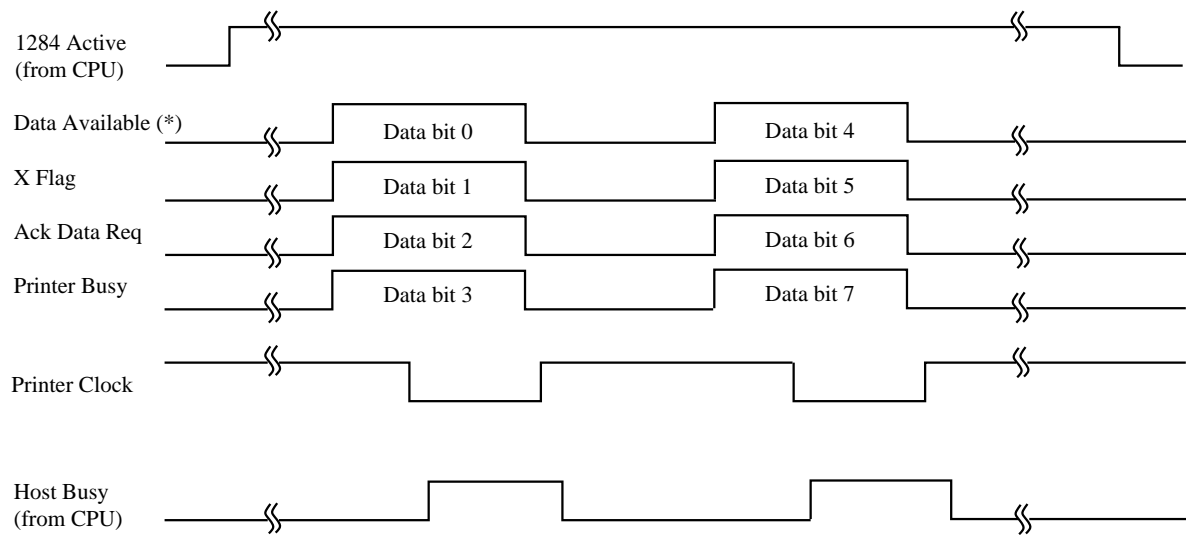 1284 Active
(from CPU)
Data Available (*)
Data bit 0
Data bit 4
X Flag
Data bit 1
Data bit 5
Ack Data Req
Data bit 2
Data bit 6
Printer Busy
Data bit 3
Data bit 7
Printer Clock
Host Busy
(from CPU)